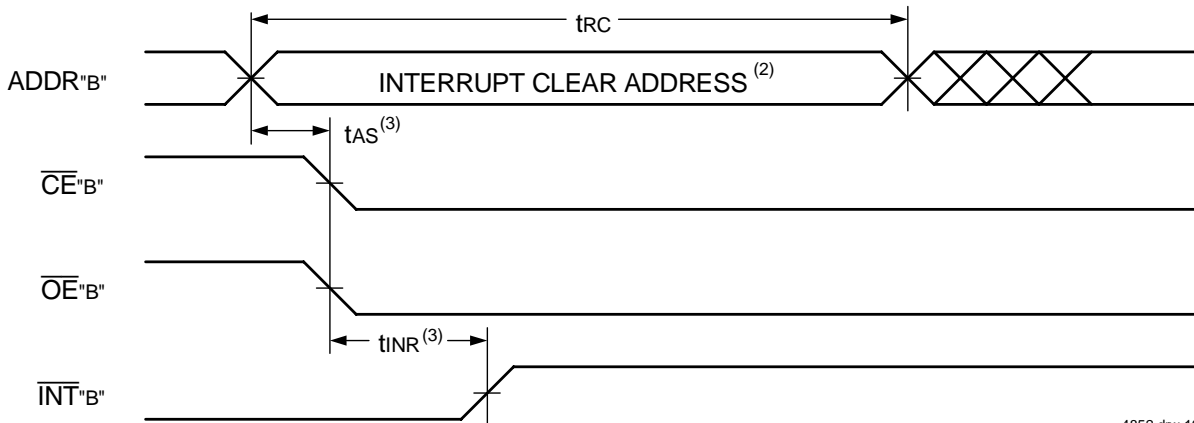 tRC
ADDR"B"
INTERRUPT CLEAR ADDRESS (2)
tAS(3)
CE"B"
OE"B"
tINR(3)
INT"B"